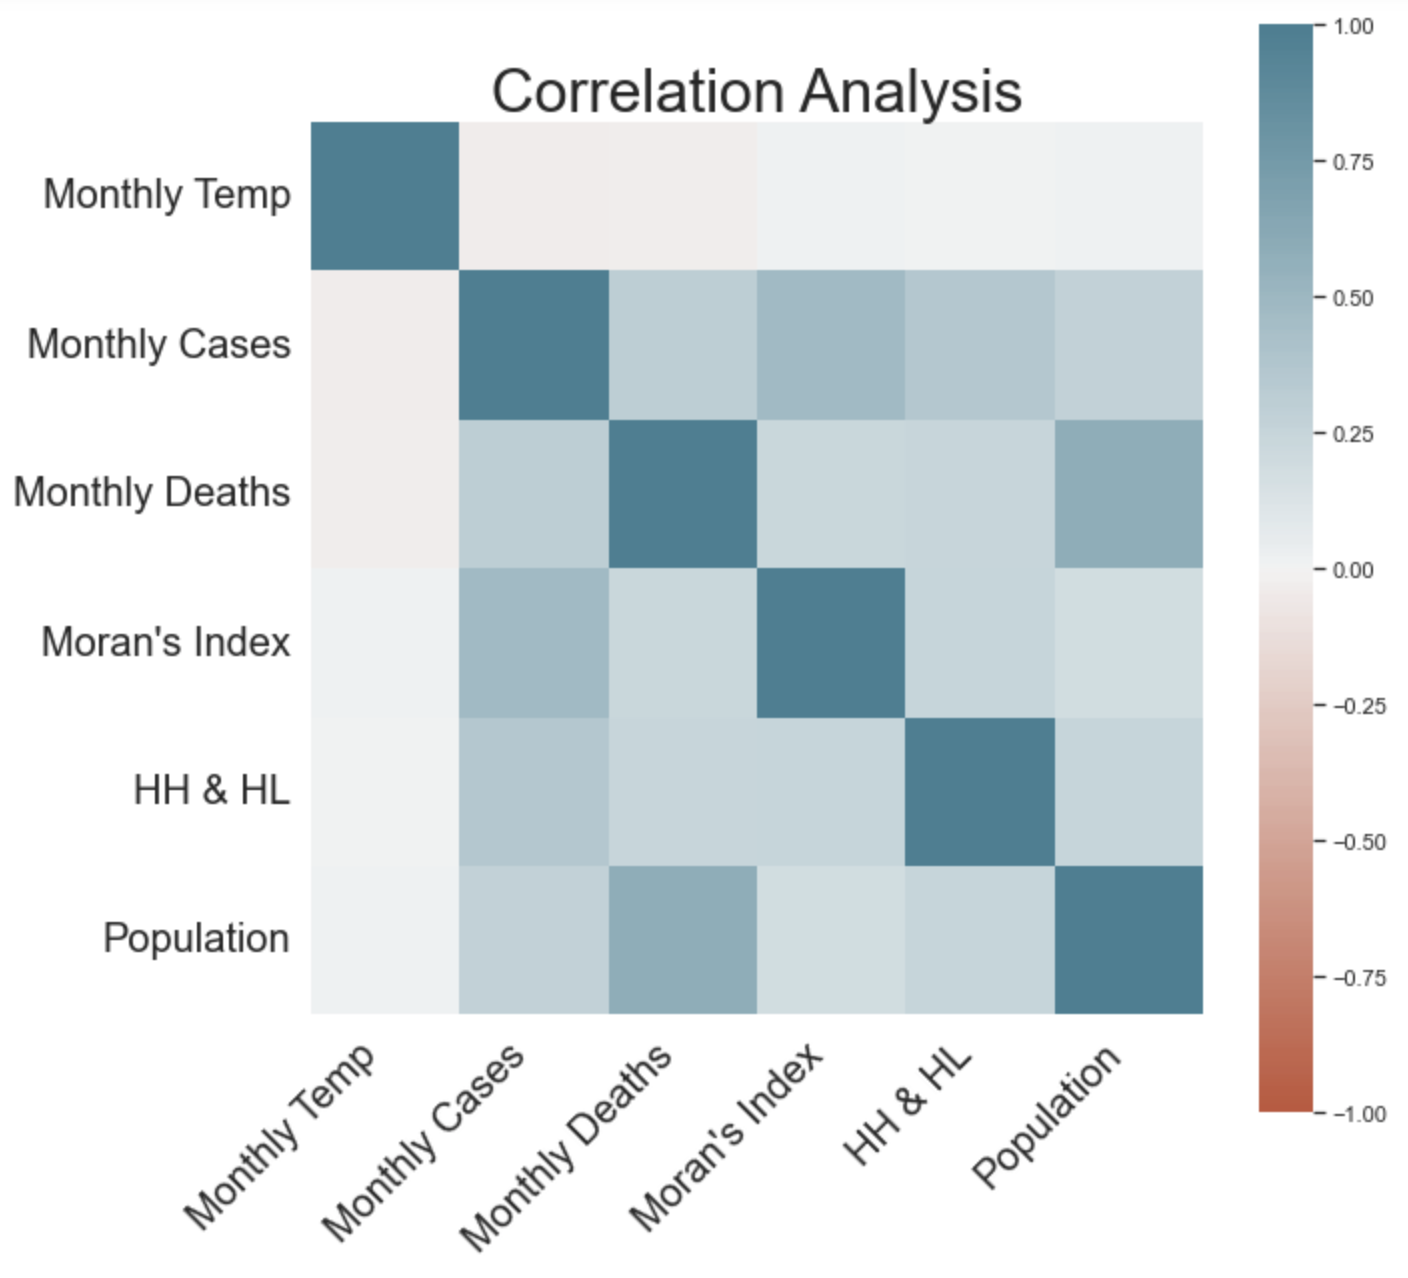 Correlation Analysis
Monthly Temp
Monthly Cases
Monthly Deaths
Moran's Index
HH & HL
Population
Monthly Temp
Monthly Cases
Monthly Deaths
Moran's Index
HH & HL
Population
1.00
0.75
0.50
0.25
0.00
−0.25
−0.50
−0.75
−1.00